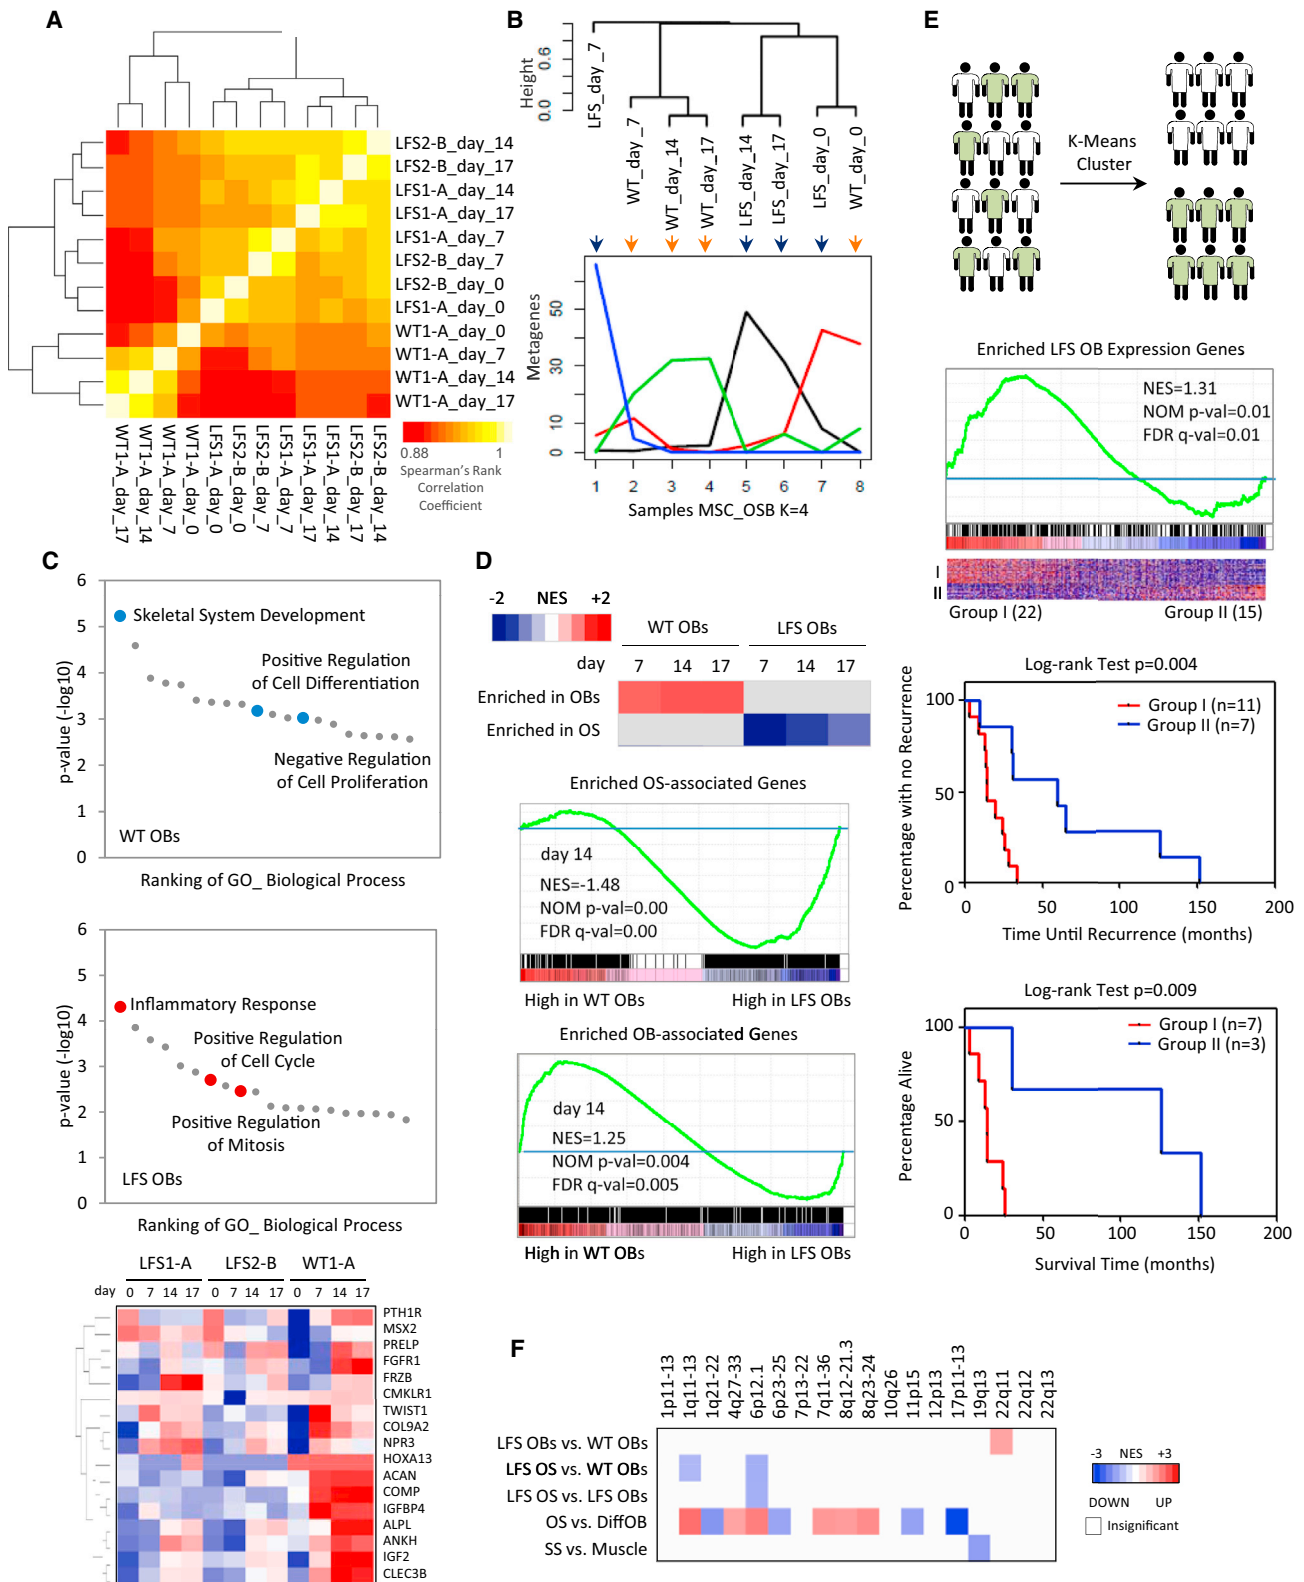 A
LFS2-B_day_14
LFS2-B_day_17
LFS1-A_day_14
LFS1-A_day_17
LFS1-A_day_7
LFS2-B_day_7
LFS2-B_day_0
LFS1-A_day_0
WT1-A_day_0
WT1-A_day_7
WT1-A_day_14
WT1-A_day_17
WT1-A_day_17
WT1-A_day_14
WT1-A_day_7
WT1-A_day_0
LFS1-A_day_0
LFS2-B_day_0
LFS2-B_day_7
LFS1-A_day_7
LFS1-A_day_17
LFS1-A_day_14
LFS2-B_day_17
LFS2-B_day_14
0.88 1
Spearman's Rank
Correlation
Coefficient
B
Height
0.0 0.6
LFS_day_7
WT_day_7
WT_day_14
WT_day_17
LFS_day_14
LFS_day_17
LFS_day_0
WT_day_0
Metagenes
50
30
10
0
1 2 3 4 5 6 7 8
Samples MSC_OSB K=4
C
p-value (-log10)
6
5
4
3
2
1
0
Skeletal System Development
Positive Regulation
of Cell Differentiation
Negative Regulation
of Cell Proliferation
WT OBs
Ranking of GO_ Biological Process
p-value (-log10)
6
5
4
3
2
1
0
Inflammatory Response
Positive Regulation
of Cell Cycle
Positive Regulation
of Mitosis
LFS OBs
Ranking of GO_ Biological Process
LFS1-A LFS2-B WT1-A
day 0 7 14 17 0 7 14 17 0 7 14 17
PTH1R
MSX2
PRELP
FGFR1
FRZB
CMKLR1
TWIST1
COL9A2
NPR3
HOXA13
ACAN
COMP
IGFBP4
ALPL
ANKH
IGF2
CLEC3B
D
-2 NES +2
WT OBs LFS OBs
day 7 14 17 7 14 17
Enriched in OBs
Enriched in OS
Enriched OS-associated Genes
day 14
NES=-1.48
NOM p-val=0.00
FDR q-val=0.00
High in WT OBs High in LFS OBs
Enriched OB-associated Genes
day 14
NES=1.25
NOM p-val=0.004
FDR q-val=0.005
High in WT OBs High in LFS OBs
E
K-Means
Cluster
Enriched LFS OB Expression Genes
NES=1.31
NOM p-val=0.01
FDR q-val=0.01
I
II
Group I (22) Group II (15)
Log-rank Test p=0.004
Percentage with no Recurrence
100
50
0
Group I (n=11)
Group II (n=7)
0 50 100 150 200
Time Until Recurrence (months)
Log-rank Test p=0.009
Percentage Alive
100
50
0
Group I (n=7)
Group II (n=3)
0 50 100 150 200
Survival Time (months)
F
1p11-13
1q11-13
1q21-22
4q27-33
6p12.1
6p23-25
7p13-22
7q11-36
8q12-21.3
8q23-24
10q26
11p15
12p13
17p11-13
19q13
22q11
22q12
22q13
LFS OBs vs. WT OBs
LFS OS vs. WT OBs
LFS OS vs. LFS OBs
OS vs. DiffOB
SS vs. Muscle
-3 NES +3
DOWN UP
Insignificant